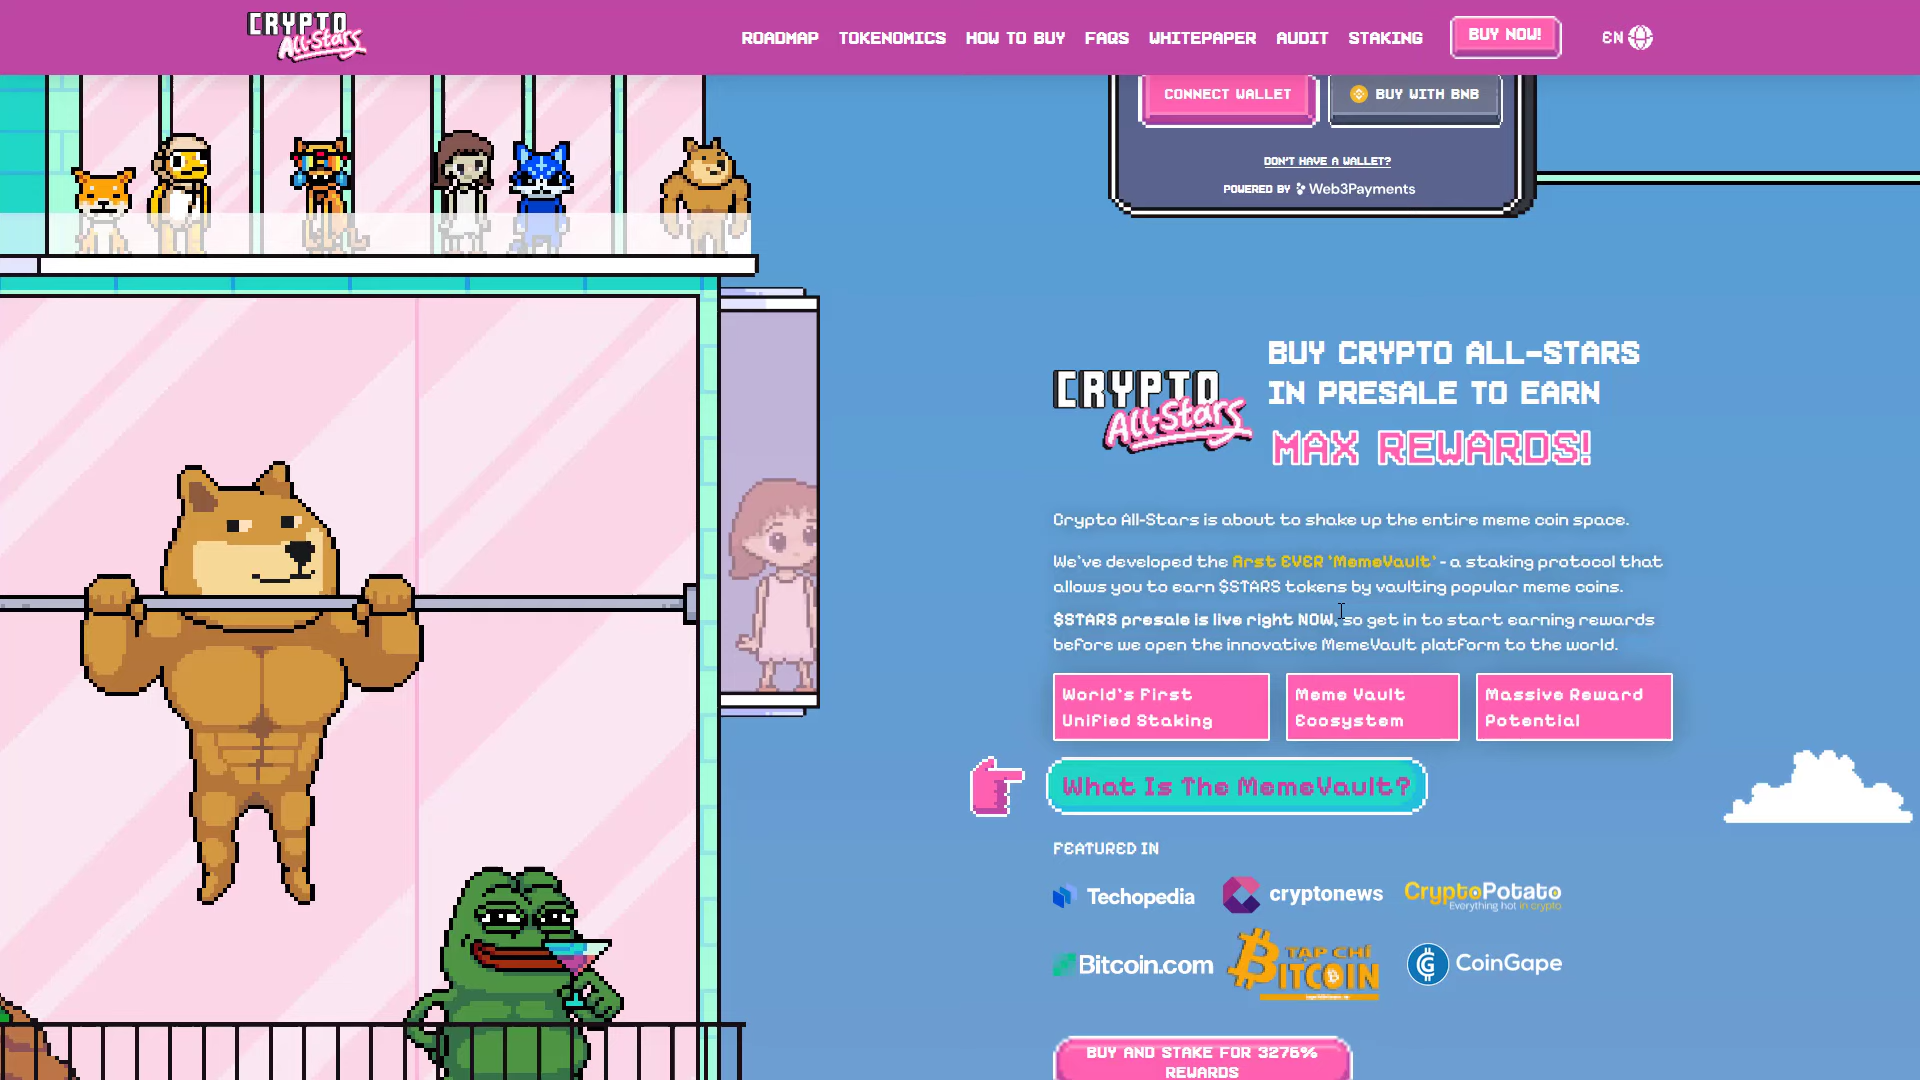 CRYPTO
All-Stars
ROADMAP TOKENOMICS HOW TO BUY FAQS WHITEPAPER AUDIT STAKING BUY NOW! EN
CONNECT WALLET BUY WITH BNB
DON'T HAVE A WALLET?
POWERED BY Web3Payments
BUY CRYPTO ALL-STARS
IN PRESALE TO EARN
MAX REWARDS!
CRYPTO
All-Stars
Crypto All-Stars is about to shake up the entire meme coin space.
We've developed the first EVER 'MemeVault' - a staking protocol that
allows you to earn $STARS tokens by vaulting popular meme coins.
$STARS presale is live right NOW, so get in to start earning rewards
before we open the innovative MemeVault platform to the world.
World's First
Unified Staking
Meme Vault
Ecosystem
Massive Reward
Potential
What Is The MemeVault?
FEATURED IN
Techopedia cryptonews CryptoPotato
Everything hot in crypto
Bitcoin.com TẠP CHÍ
BITCOIN
CoinGape
BUY AND STAKE FOR 3276%
REWARDS